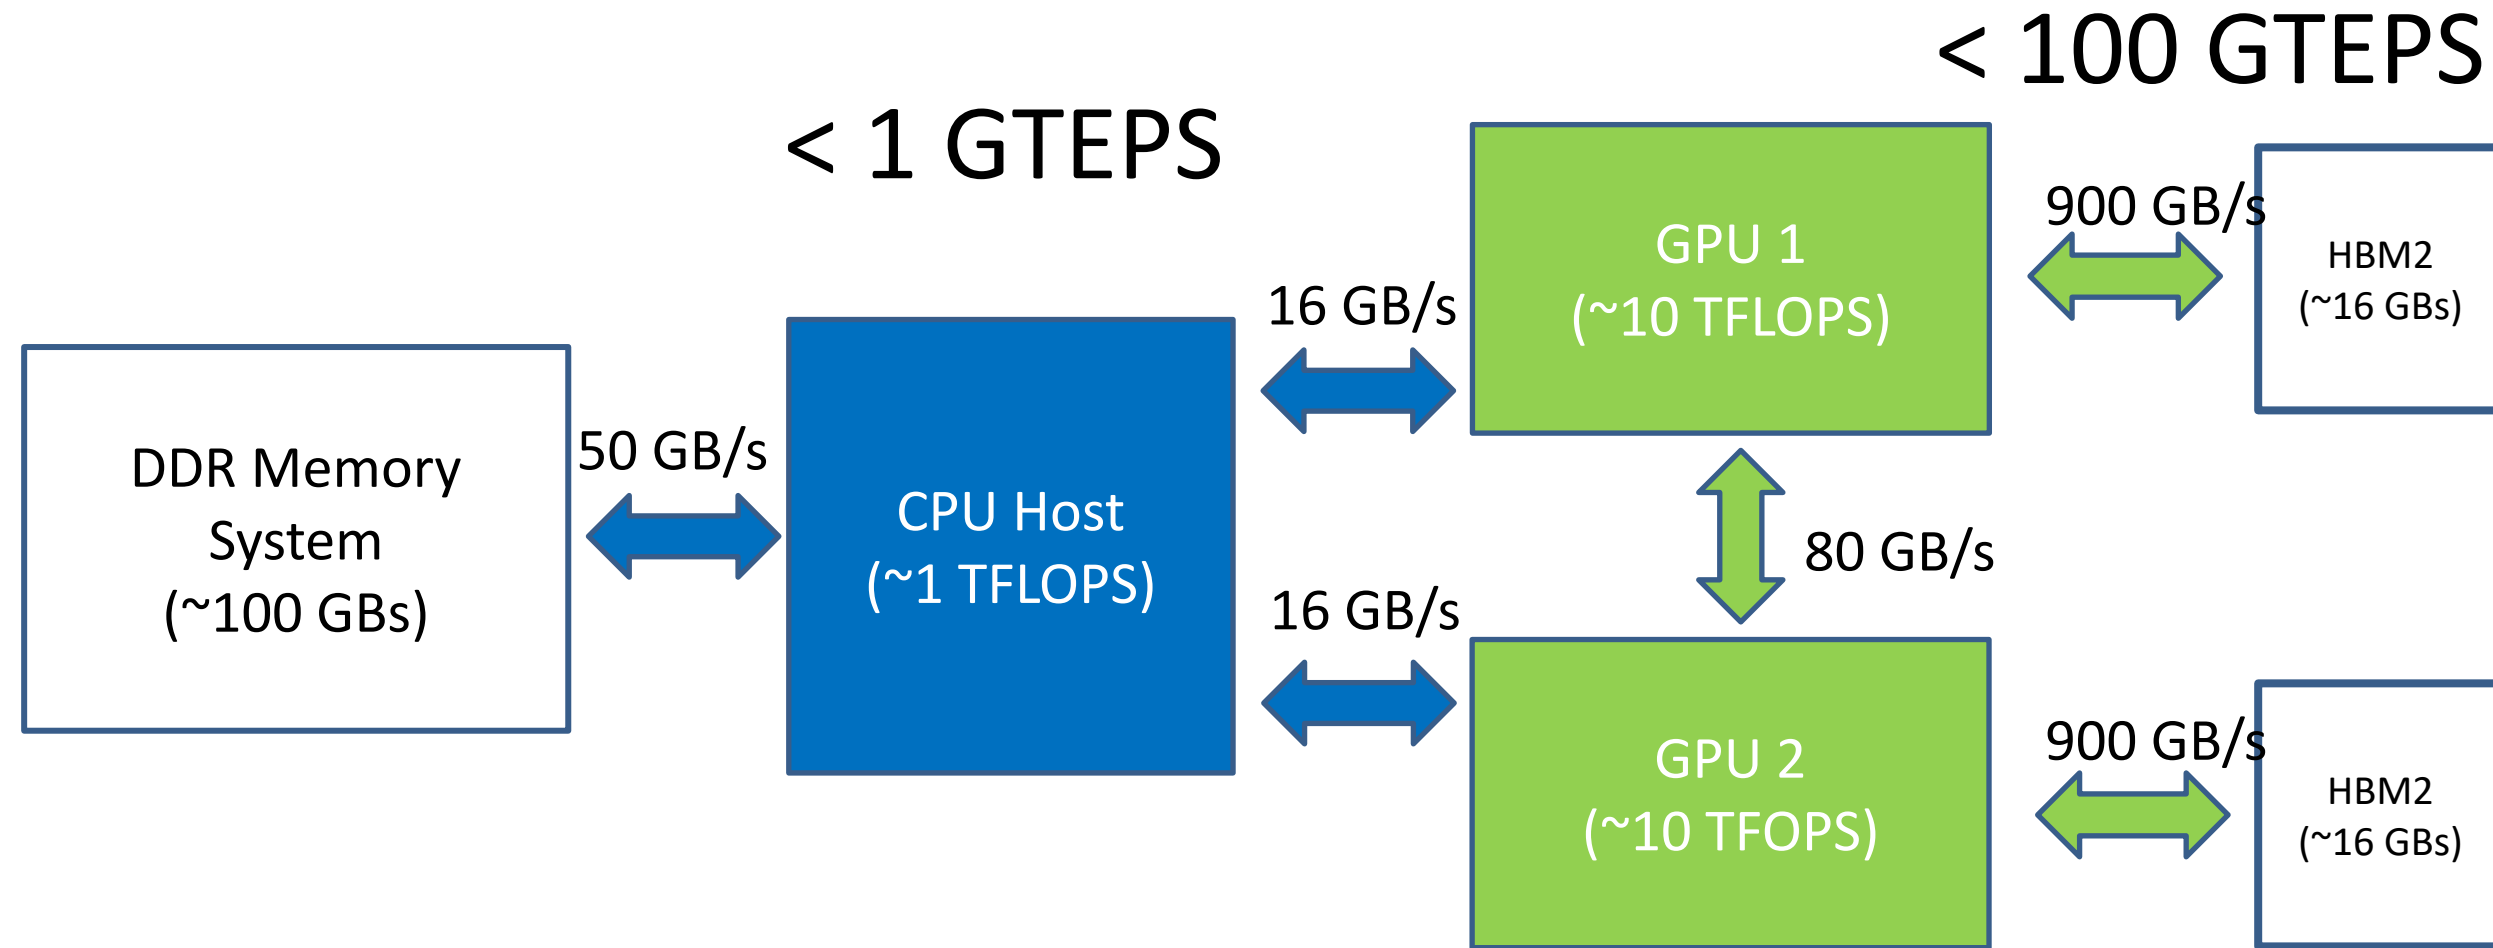 < 100 GTEPS
< 1 GTEPS
DDR Memory
System
(~100 GBs)
50 GB/s
CPU Host
(~1 TFLOPS)
16 GB/s
16 GB/s
GPU 1
(~10 TFLOPS)
80 GB/s
GPU 2
(~10 TFOPS)
900 GB/s
HBM2
(~16 GBs)
900 GB/s
HBM2
(~16 GBs)